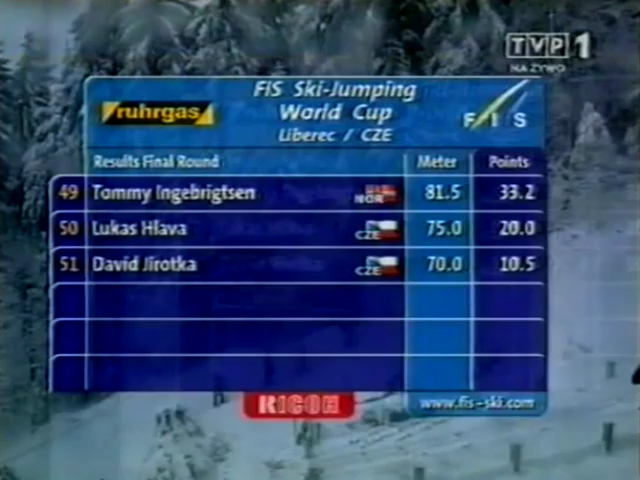 TVP 1
NA ŻYWO
ruhrgas
FIS Ski-Jumping
World Cup
Liberec / CZE
F I S
Results Final Round Meter Points
49 Tommy Ingebrigtsen NOR 81.5 33.2
50 Lukas Hlava CZE 75.0 20.0
51 David Jirotka CZE 70.0 10.5
RICOH
www.fis-ski.com